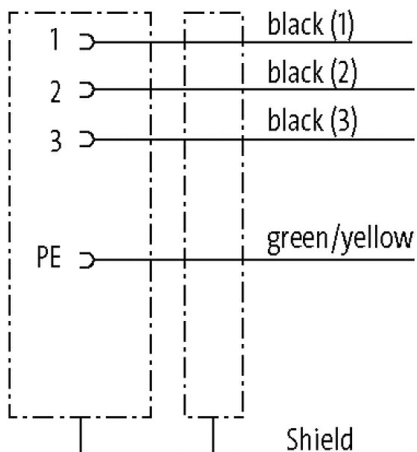 1 black (1)
2 black (2)
3 black (3)
PE green/yellow
Shield